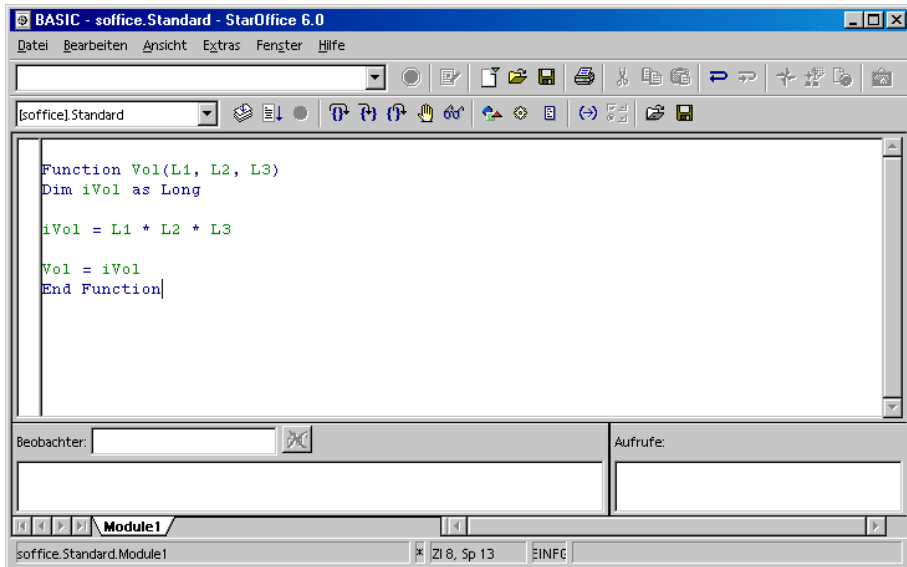 BASIC - soffice.Standard - StarOffice 6.0
Datei Bearbeiten Ansicht Extras Fenster Hilfe
[soffice].Standard
Function Vol(L1, L2, L3)
Dim iVol as Long
iVol = L1 * L2 * L3
Vol = iVol
End Function
Beobachter:
Aufrufe:
Module1
soffice.Standard.Module1
* Zl 8, Sp 13
EINFG